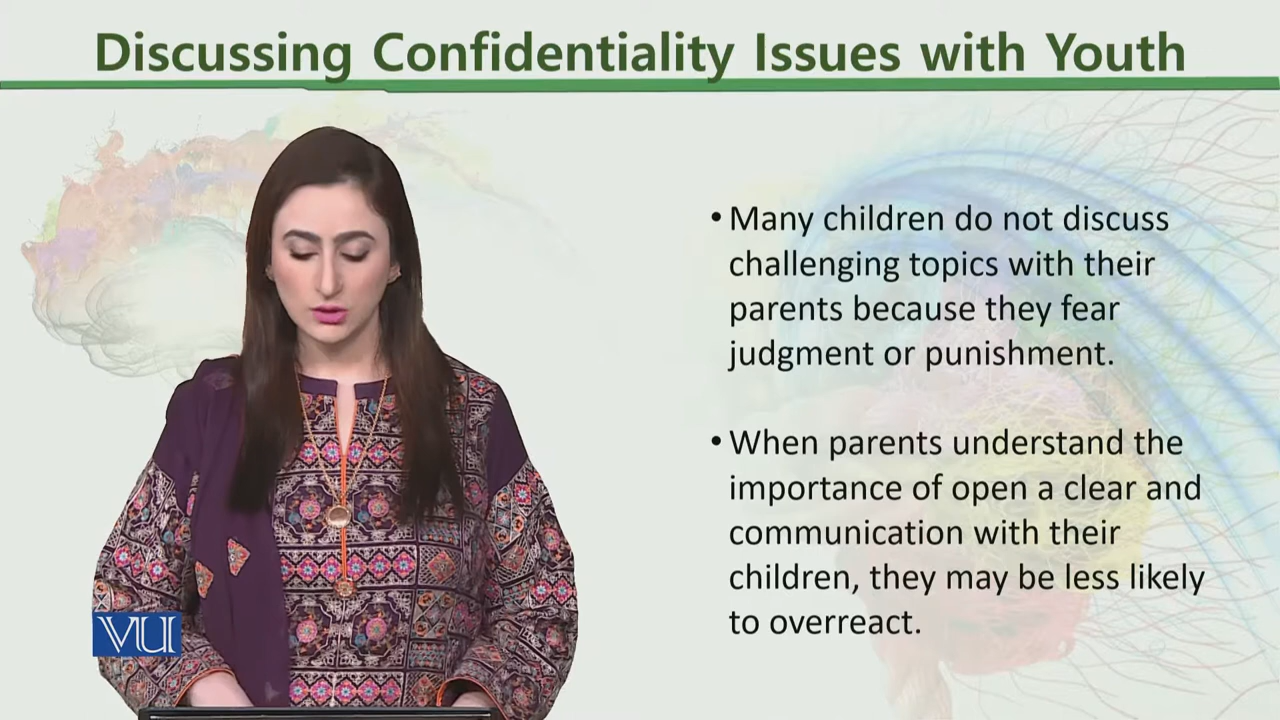 Discussing Confidentiality Issues with Youth
• Many children do not discuss
challenging topics with their
parents because they fear
judgment or punishment.
• When parents understand the
importance of open a clear and
communication with their
children, they may be less likely
to overreact.
VU